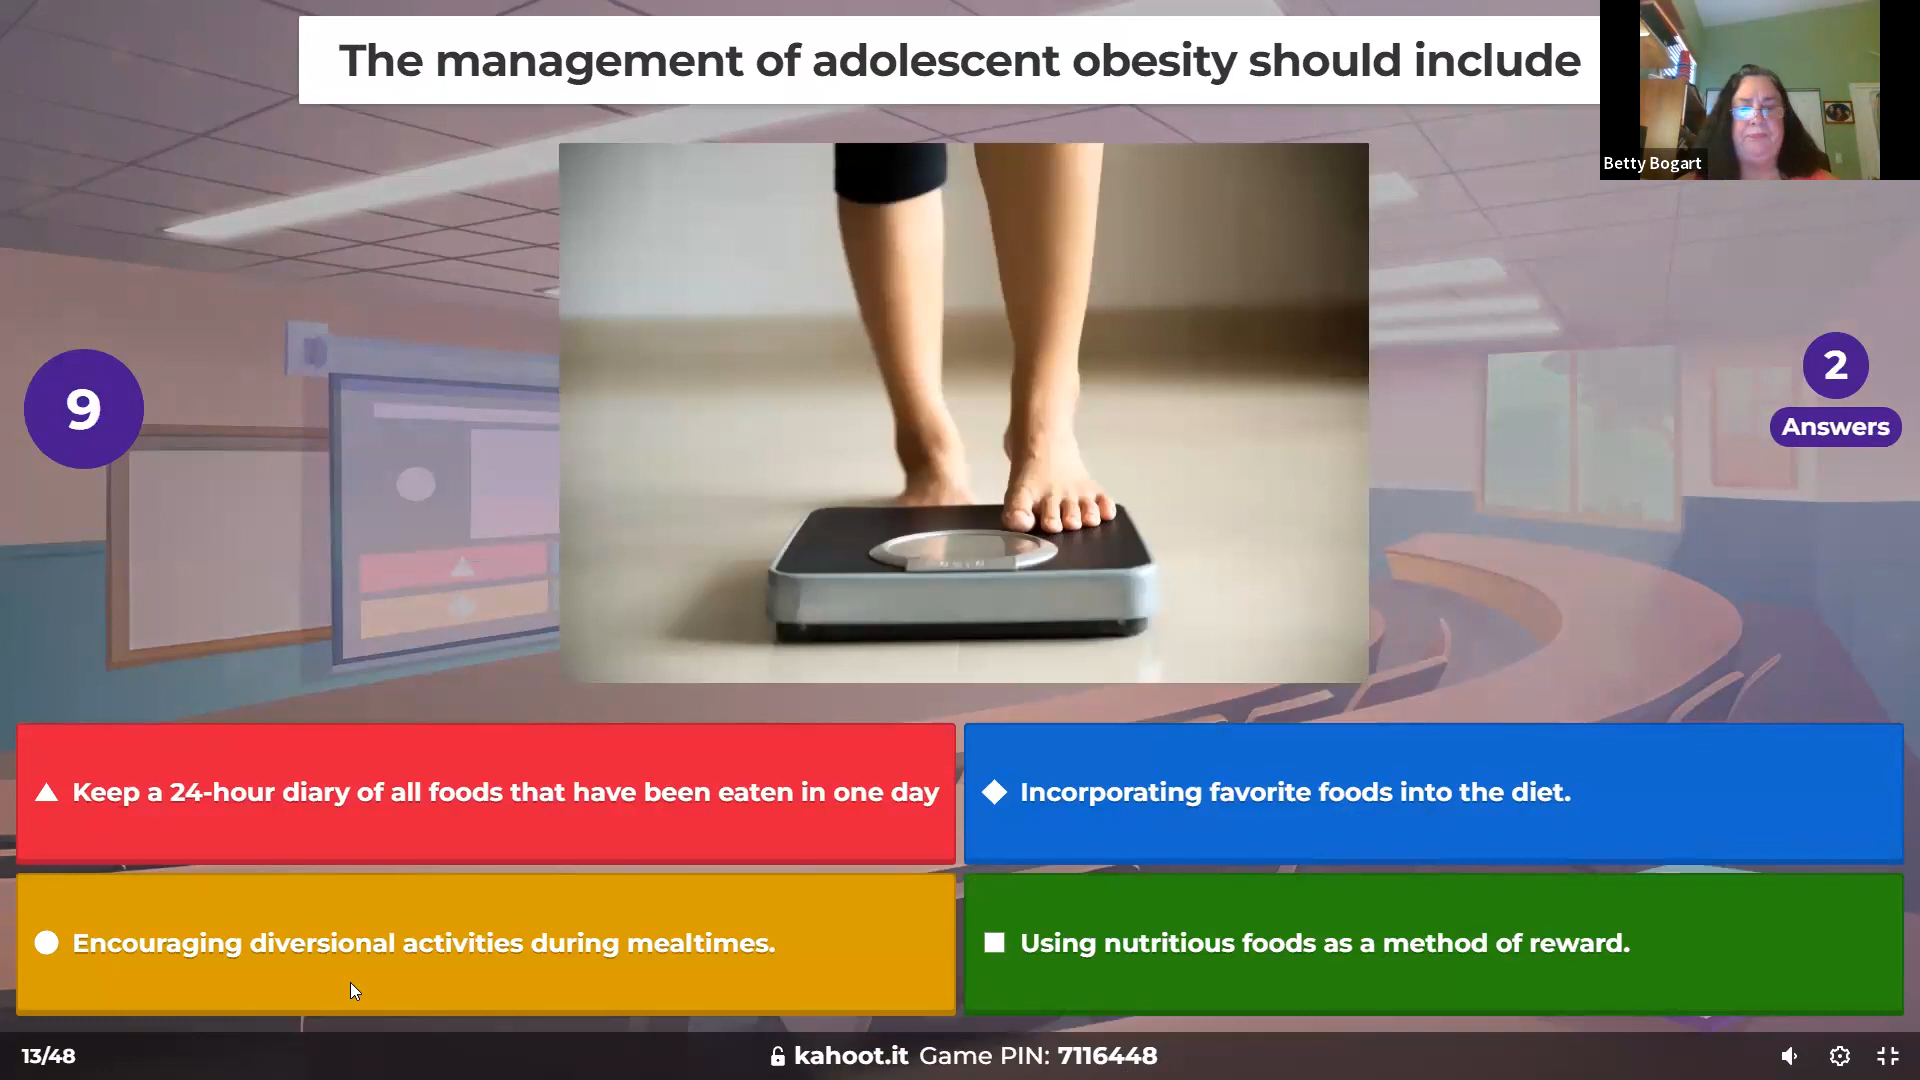 The management of adolescent obesity should include
Betty Bogart
9
2
Answers
Keep a 24-hour diary of all foods that have been eaten in one day
Incorporating favorite foods into the diet.
Encouraging diversional activities during mealtimes.
Using nutritious foods as a method of reward.
13/48
kahoot.it Game PIN: 7116448